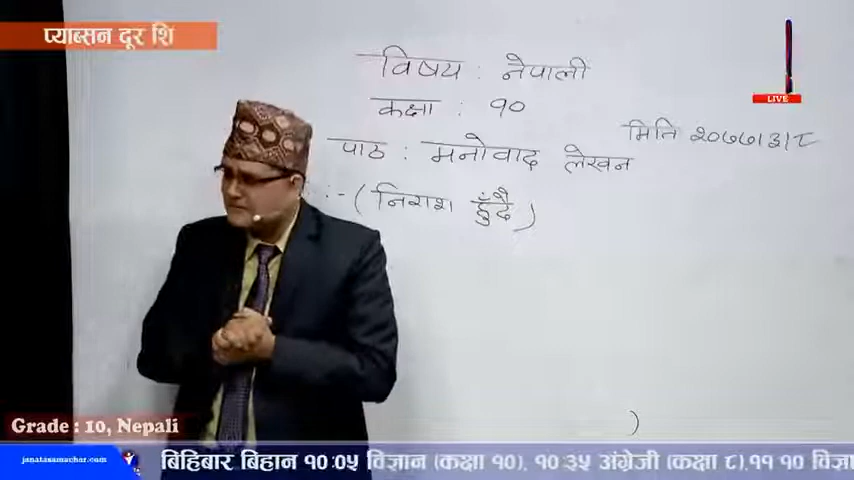 प्याब्सन दूर शि
विषय : नेपाली
कक्षा : १०
मिति २०७७।३।८
पाठ : मनोवाद लेखन
:- ( निराश हुँदै )
)
LIVE
Grade : 10, Nepali
janatasamachar.com
बिहिबार बिहान १०:०५ विज्ञान (कक्षा १०), १०:३५ अंग्रेजी (कक्षा ८),११ १० विज्ञा